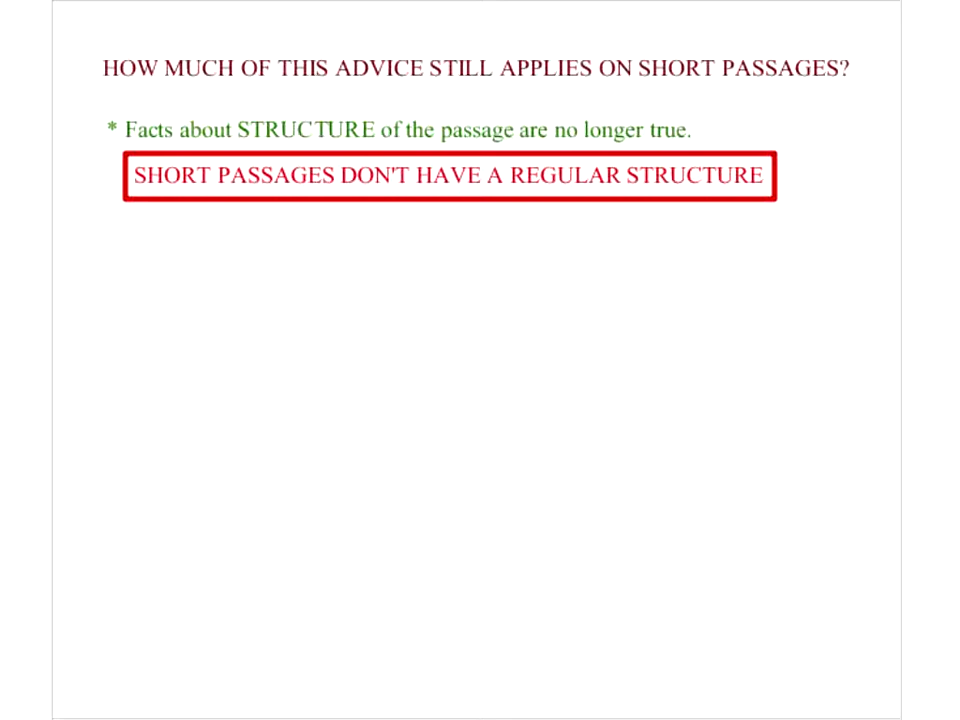 HOW MUCH OF THIS ADVICE STILL APPLIES ON SHORT PASSAGES?
* Facts about STRUCTURE of the passage are no longer true.
SHORT PASSAGES DON'T HAVE A REGULAR STRUCTURE